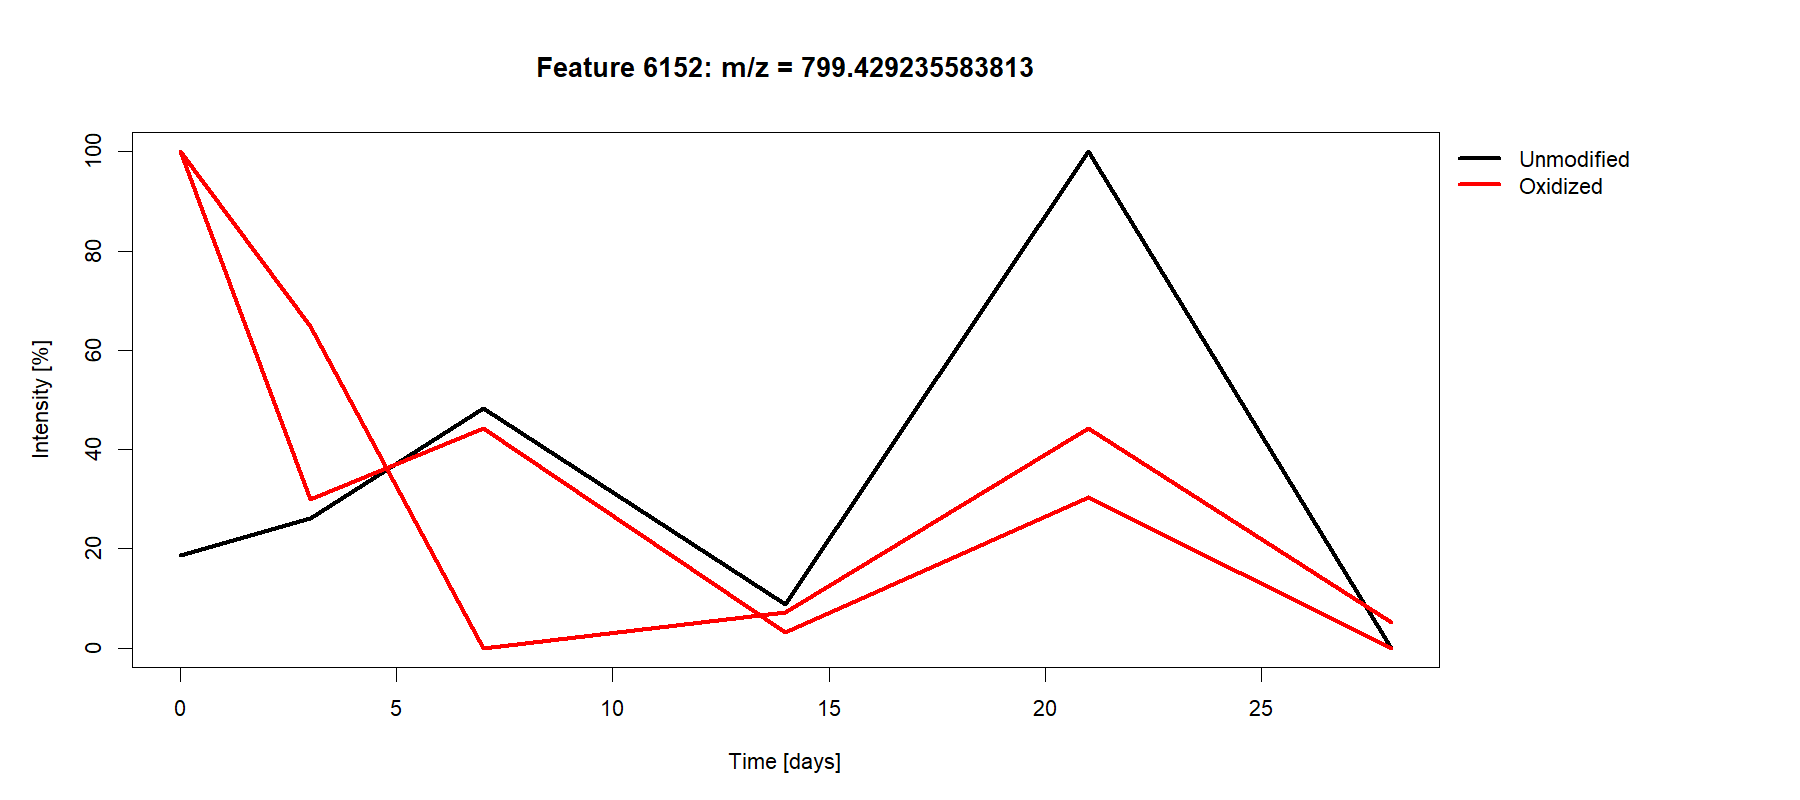 Feature 6152: m/z = 799.429235583813
Unmodified
Oxidized
100
80
60
40
20
0
Intensity [%]
0 5 10 15 20 25
Time [days]